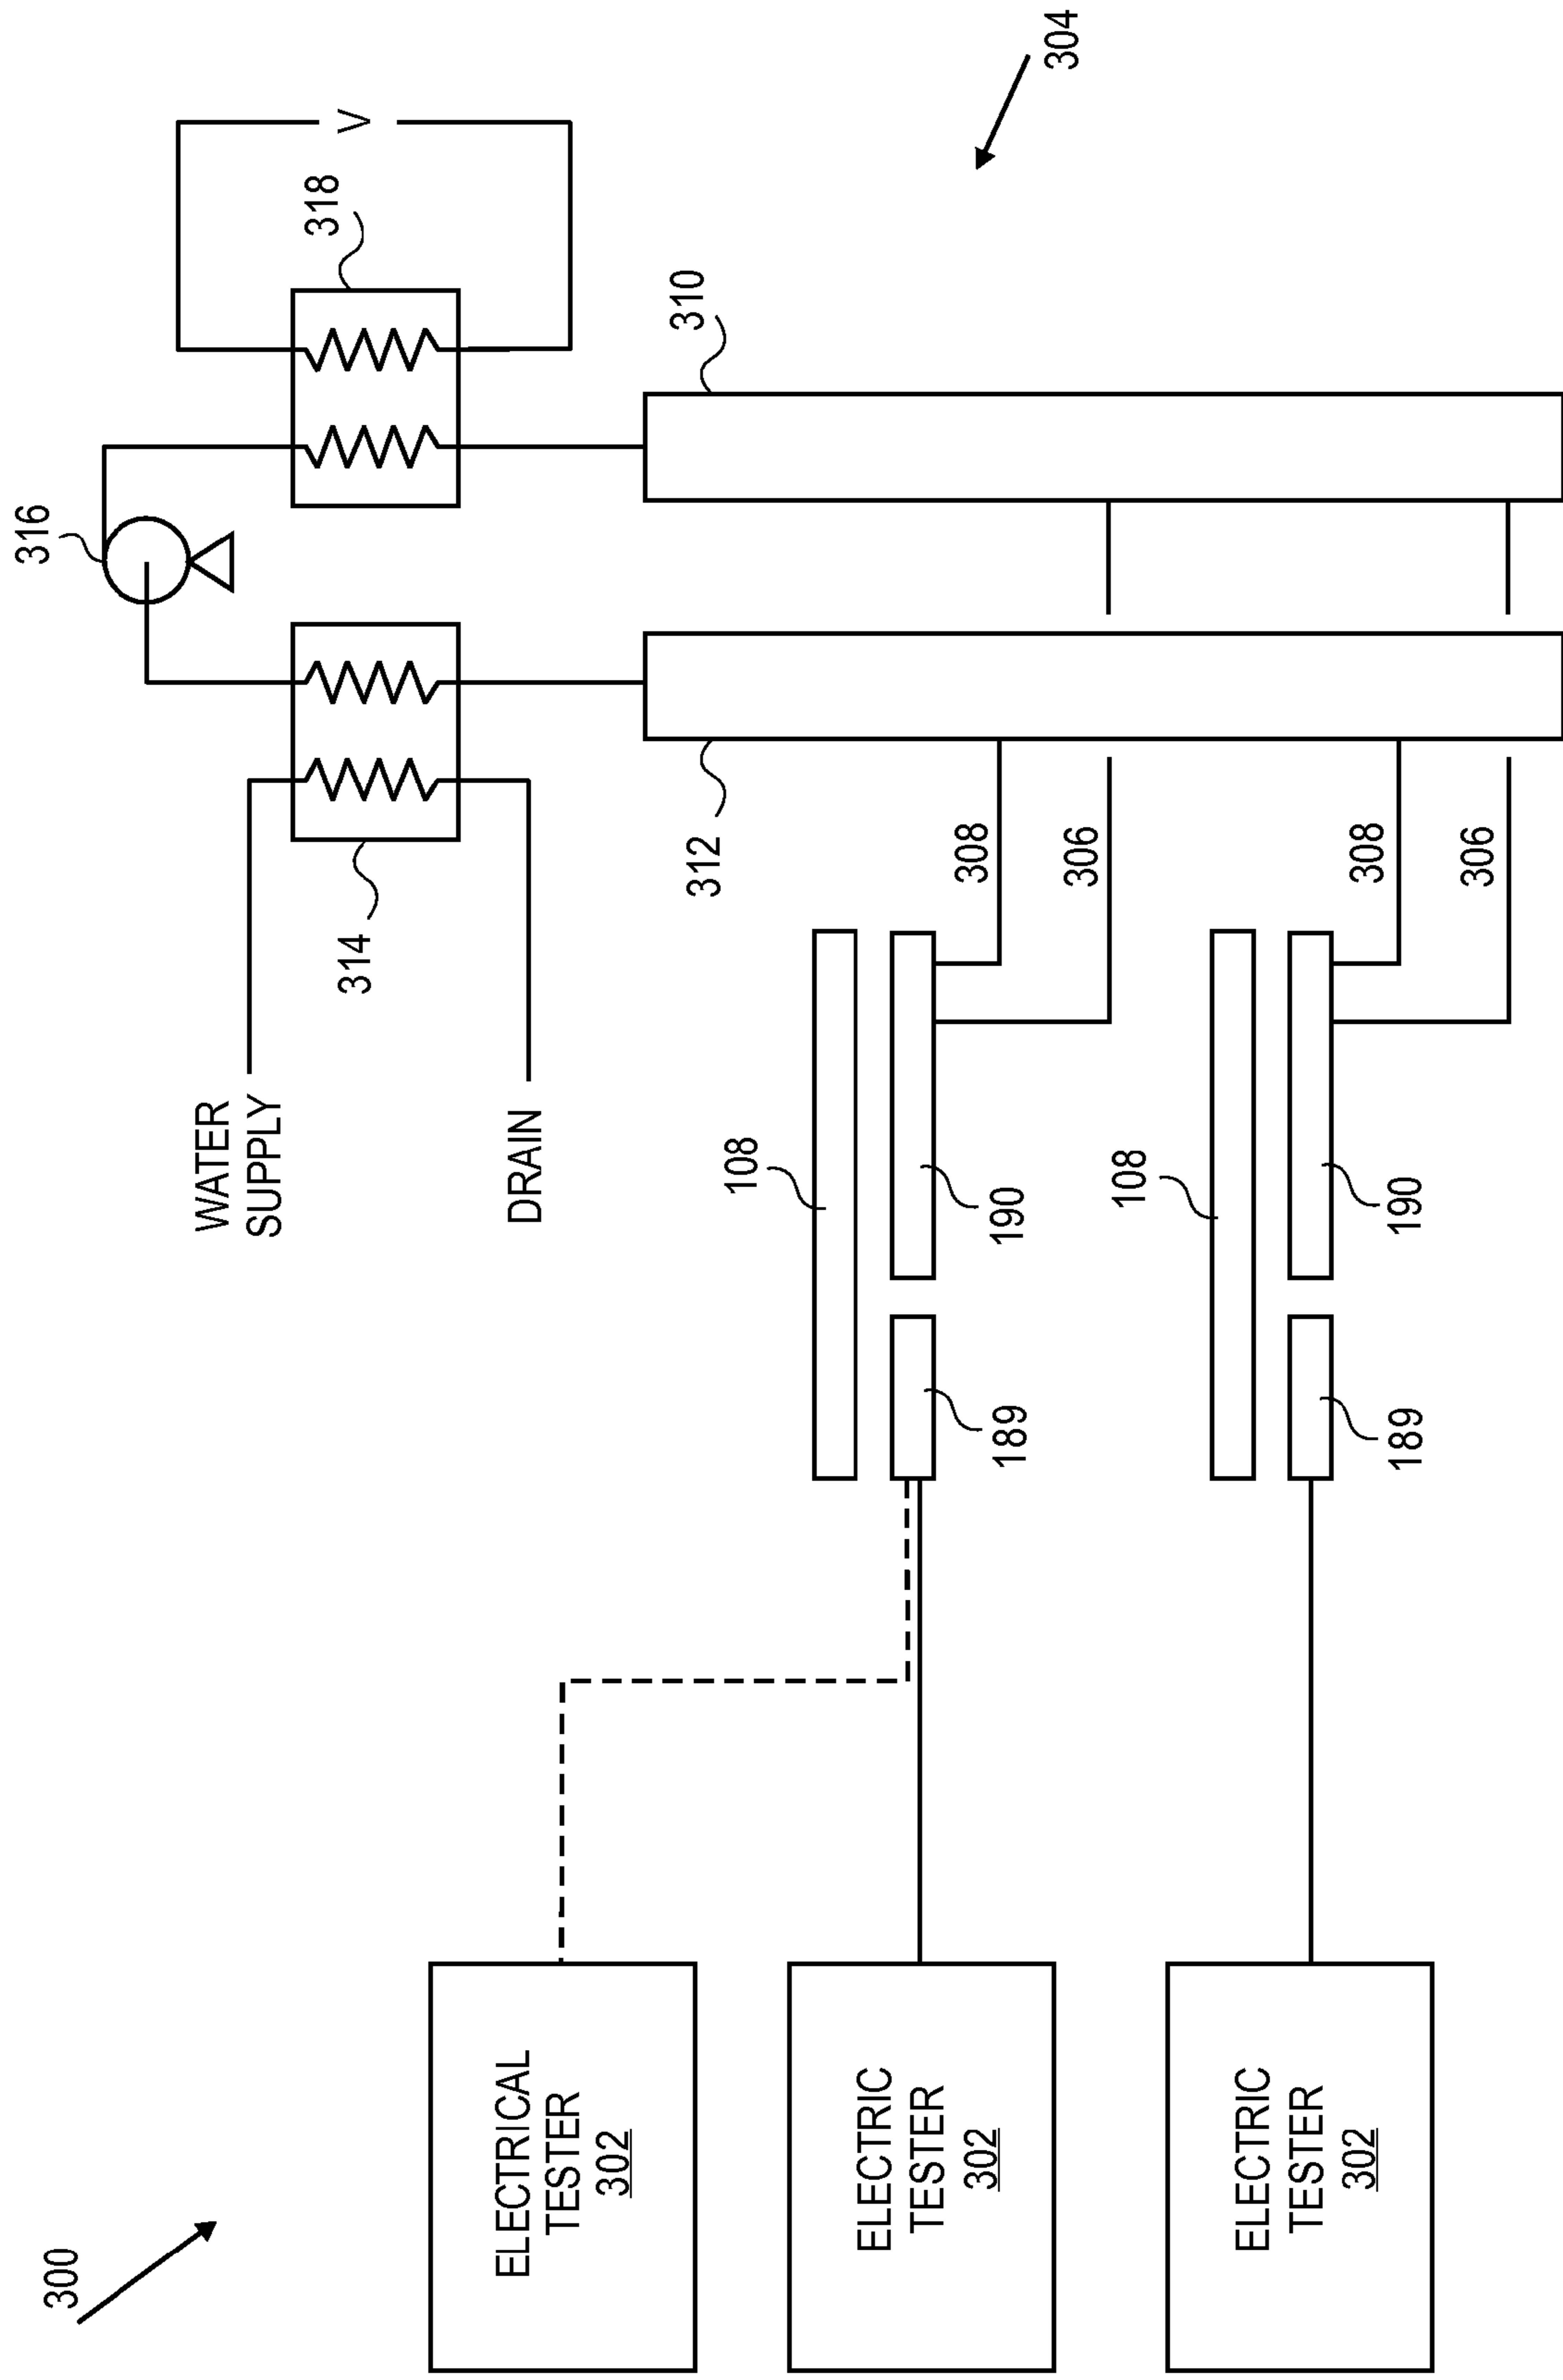 300
316
WATER
SUPPLY
318
V
314
ELECTRICAL
TESTER
302
DRAIN
310
312
108
ELECTRIC
TESTER
302
189
190
308
306
304
108
ELECTRIC
TESTER
302
189
190
308
306